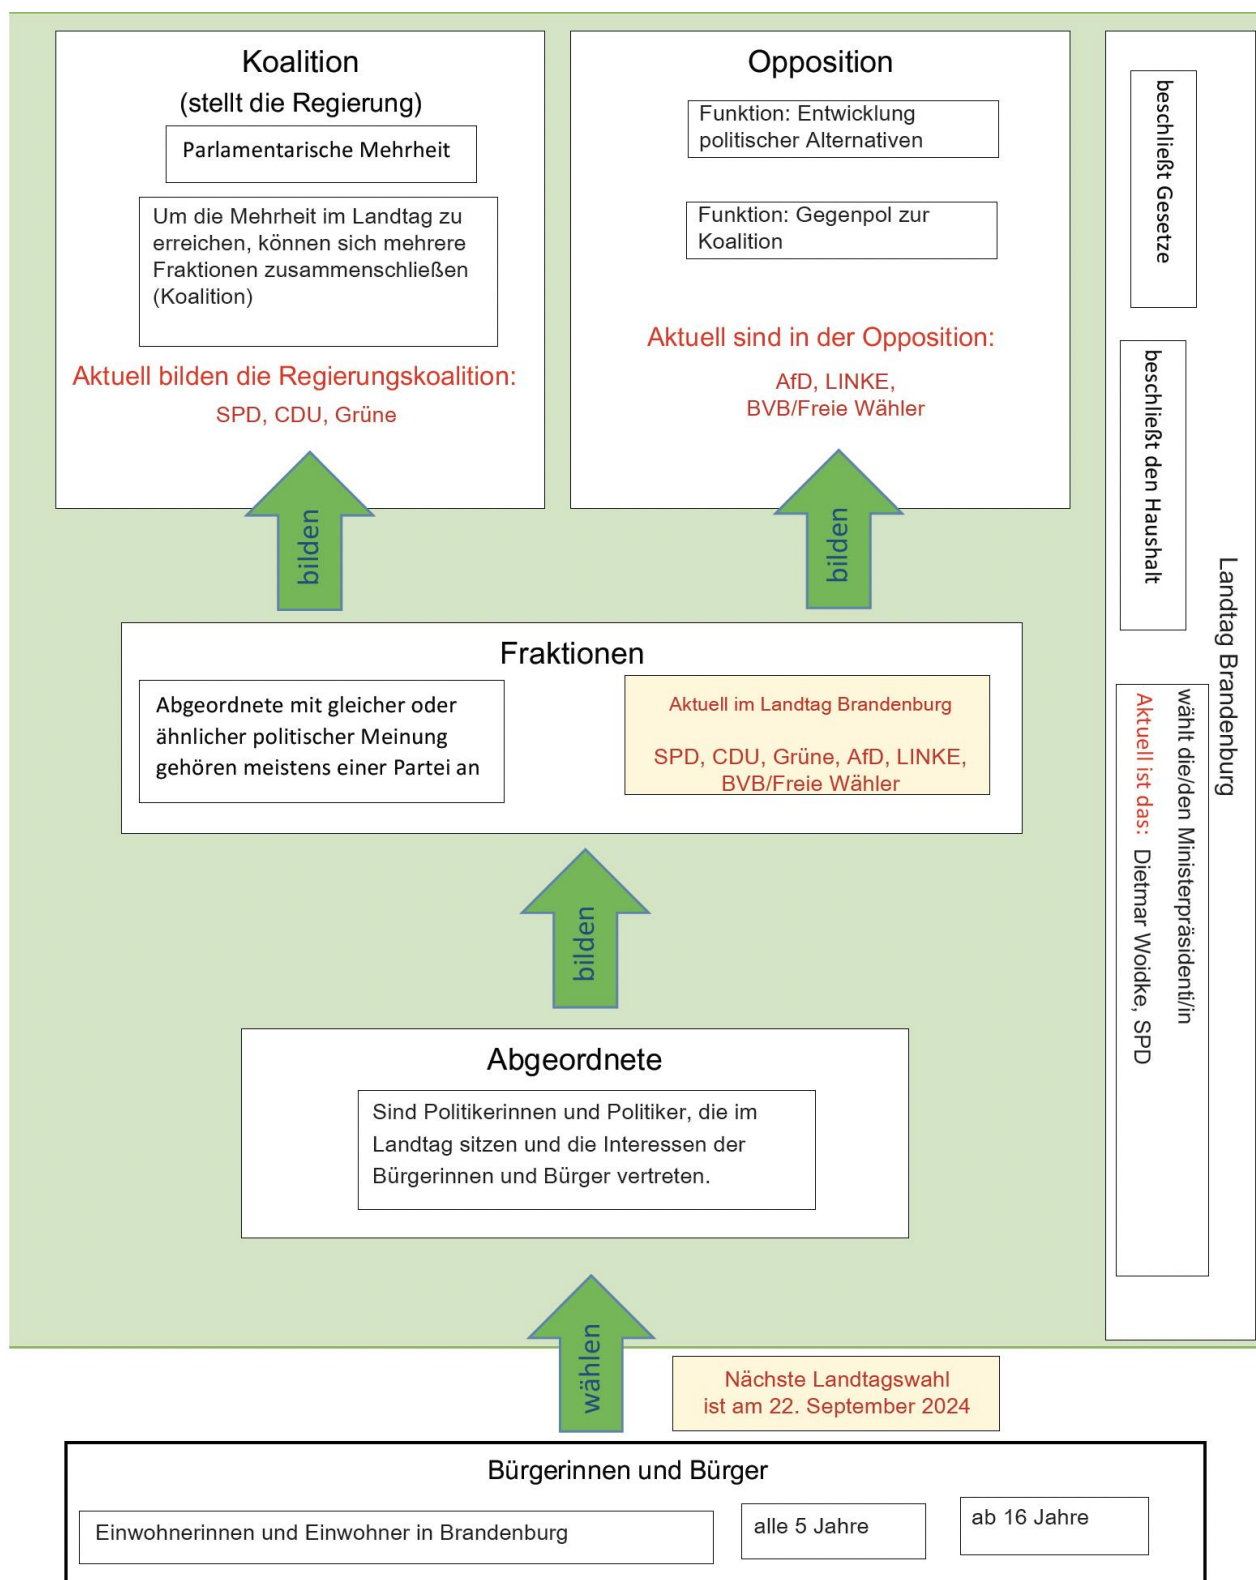 Koalition
(stellt die Regierung)
Parlamentarische Mehrheit
Um die Mehrheit im Landtag zu
erreichen, können sich mehrere
Fraktionen zusammenschließen
(Koalition)
Aktuell bilden die Regierungskoalition:
SPD, CDU, Grüne
Opposition
Funktion: Entwicklung
politischer Alternativen
Funktion: Gegenpol zur
Koalition
Aktuell sind in der Opposition:
AfD, LINKE,
BVB/Freie Wähler
bilden
bilden
Fraktionen
Abgeordnete mit gleicher oder
ähnlicher politischer Meinung
gehören meistens einer Partei an
Aktuell im Landtag Brandenburg
SPD, CDU, Grüne, AfD, LINKE,
BVB/Freie Wähler
bilden
Abgeordnete
Sind Politikerinnen und Politiker, die im
Landtag sitzen und die Interessen der
Bürgerinnen und Bürger vertreten.
wählen
Nächste Landtagswahl
ist am 22. September 2024
Bürgerinnen und Bürger
Einwohnerinnen und Einwohner in Brandenburg
alle 5 Jahre
ab 16 Jahre
Landtag Brandenburg
beschließt Gesetze
beschließt den Haushalt
wählt die/den Ministerpräsidenti/in
Aktuell ist das: Dietmar Woidke, SPD